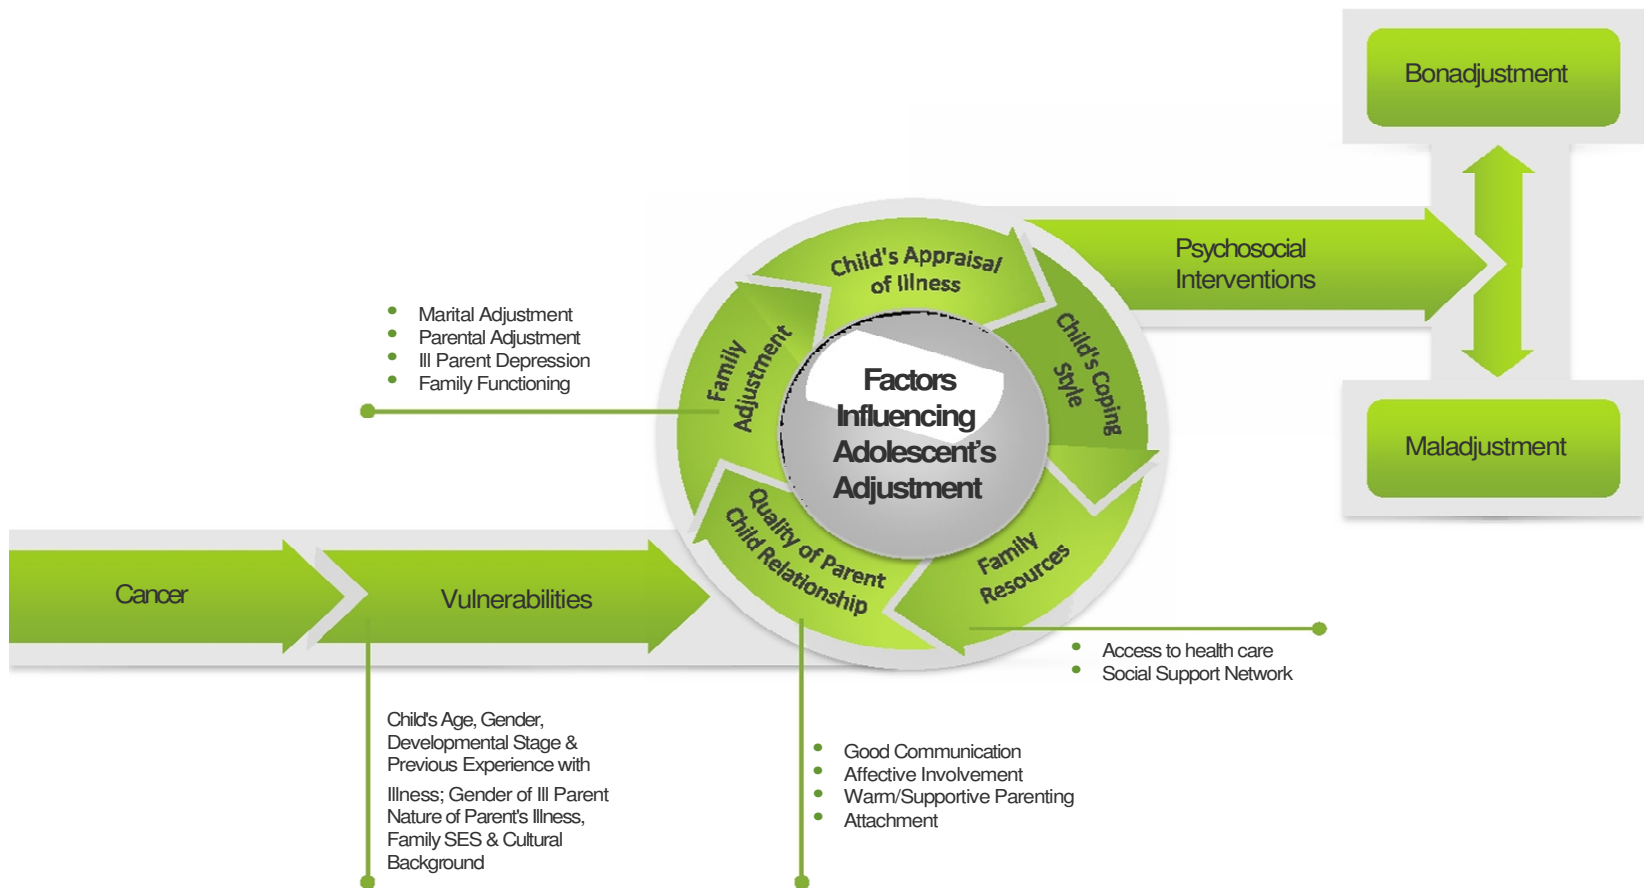 Bonadjustment
Child's Appraisal
of Illness
Psychosocial
Interventions
Marital Adjustment
Parental Adjustment
Ill Parent Depression
Family Functioning
Family
Adjustment
Child's Coping
Style
Factors
Influencing
Adolescent's
Adjustment
Maladjustment
Quality of Parent
Child Relationship
Family
Resources
Cancer
Vulnerabilities
Access to health care
Social Support Network
Child's Age, Gender,
Developmental Stage &
Previous Experience with
Illness; Gender of Ill Parent
Nature of Parent's Illness,
Family SES & Cultural
Background
Good Communication
Affective Involvement
Warm/Supportive Parenting
Attachment